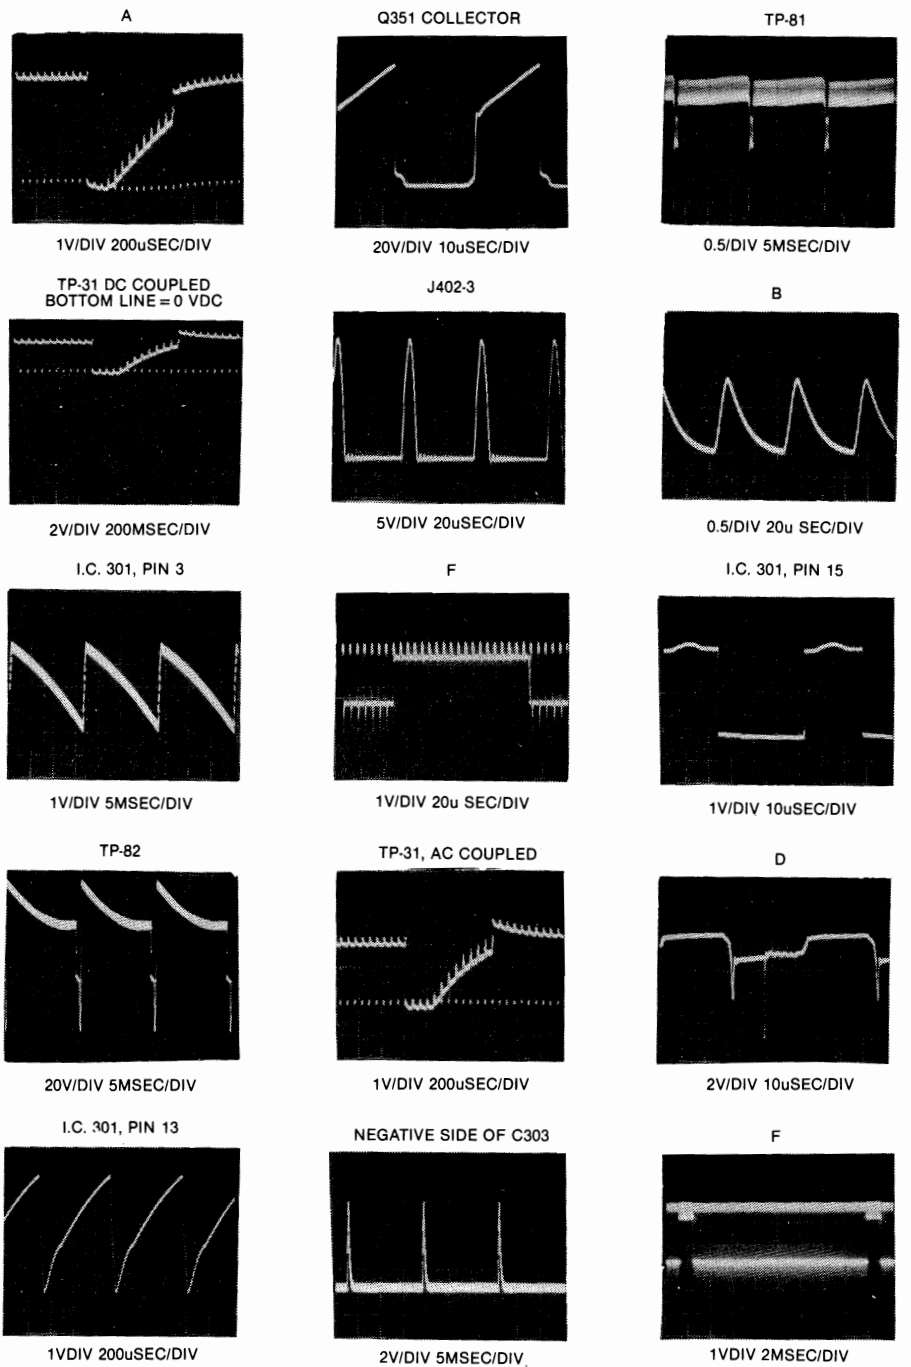 A
Q351 COLLECTOR
TP-81
1V/DIV 200uSEC/DIV
20V/DIV 10uSEC/DIV
0.5/DIV 5MSEC/DIV
TP-31 DC COUPLED
BOTTOM LINE = 0 VDC
J402-3
B
2V/DIV 200MSEC/DIV
5V/DIV 20uSEC/DIV
0.5/DIV 20u SEC/DIV
I.C. 301, PIN 3
F
I.C. 301, PIN 15
1V/DIV 5MSEC/DIV
1V/DIV 20u SEC/DIV
1V/DIV 10uSEC/DIV
TP-82
TP-31, AC COUPLED
D
20V/DIV 5MSEC/DIV
1V/DIV 200uSEC/DIV
2V/DIV 10uSEC/DIV
I.C. 301, PIN 13
NEGATIVE SIDE OF C303
F
1VDIV 200uSEC/DIV
2V/DIV 5MSEC/DIV
1VDIV 2MSEC/DIV